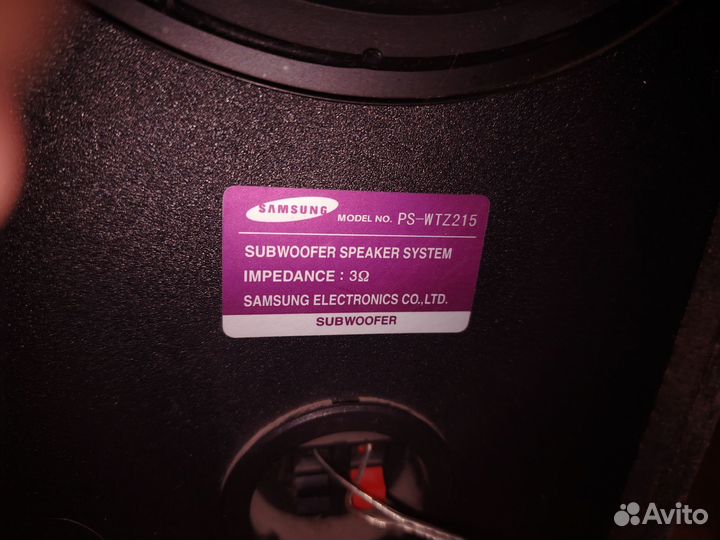 SAMSUNG MODEL NO. PS-WTZ215
SUBWOOFER SPEAKER SYSTEM
IMPEDANCE : 3Ω
SAMSUNG ELECTRONICS CO.,LTD.
SUBWOOFER
Avito